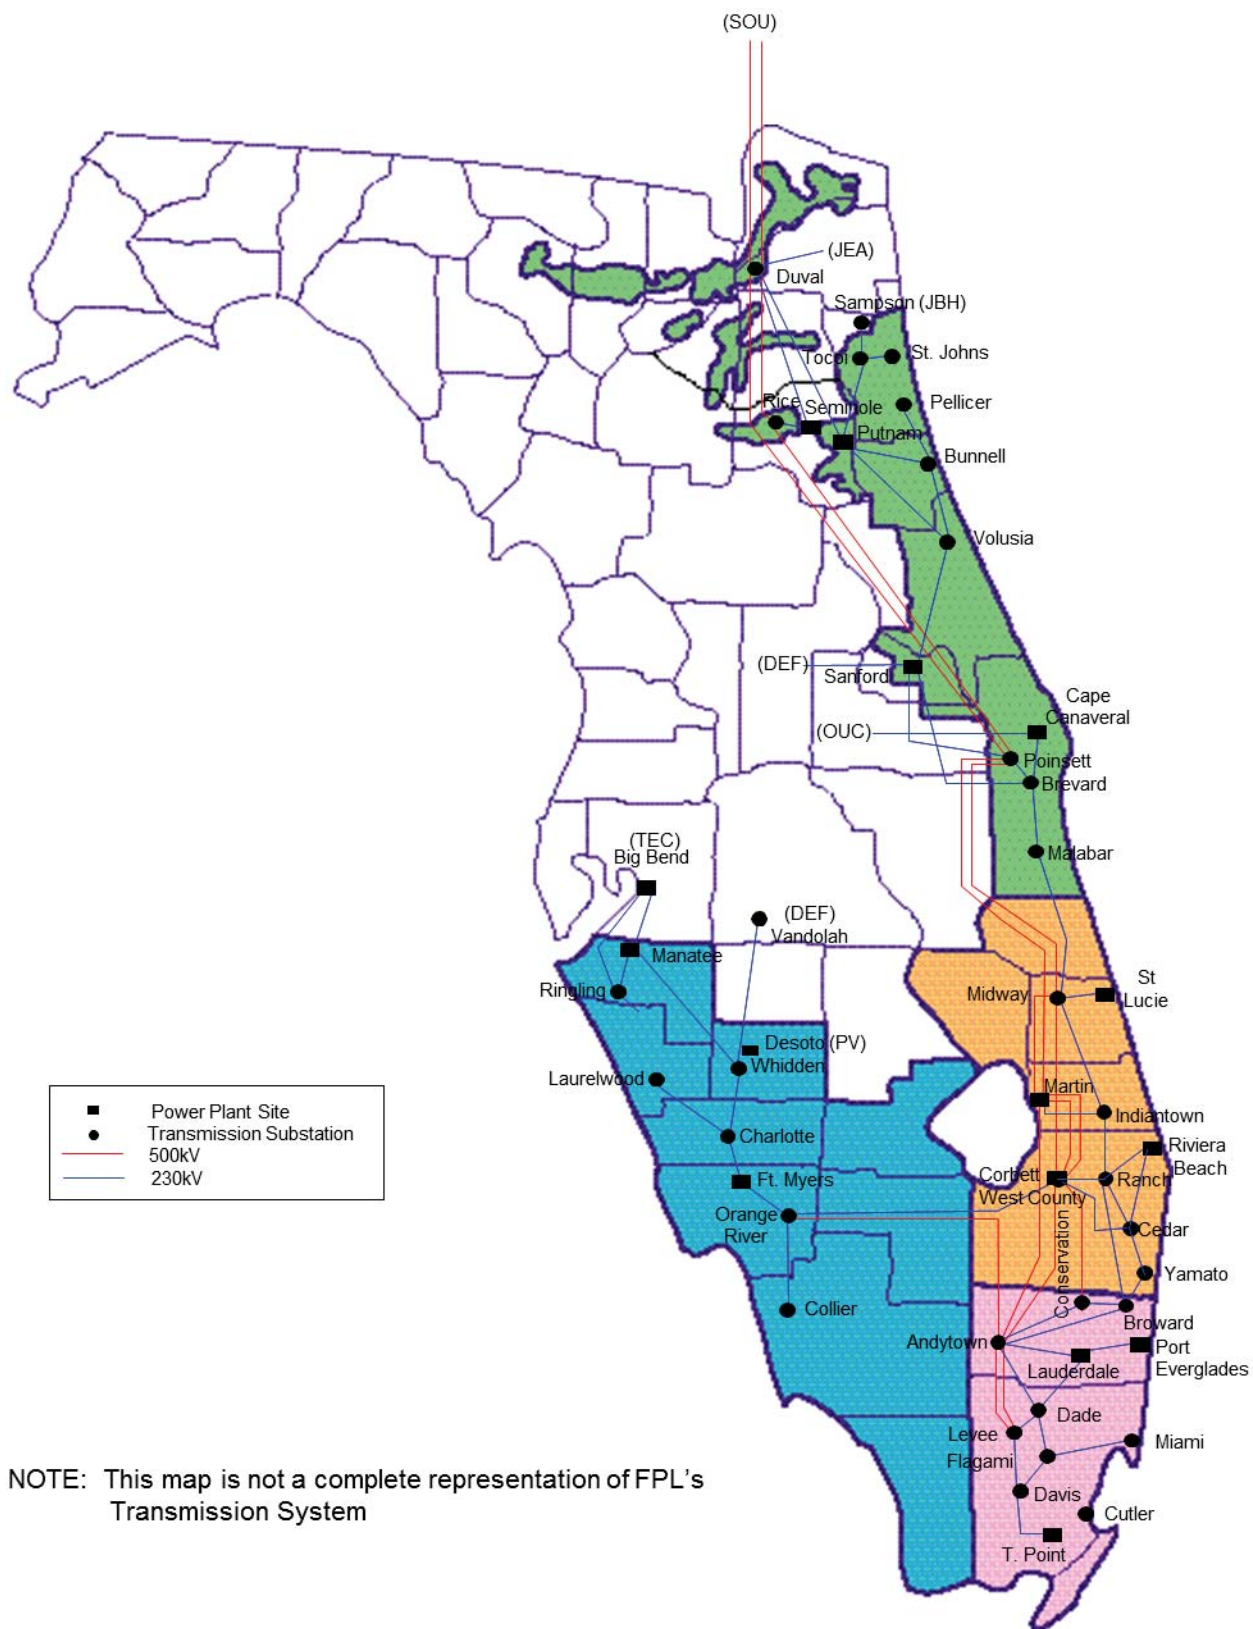 (SOU)
(JEA)
Duval
Sampson (JBH)
Tocoi
St. Johns
Rice
Seminole
Pellicer
Putnam
Bunnell
Volusia
(DEF)
Sanford
Cape
Canaveral
(OUC)
Poinsett
Brevard
(TEC)
Big Bend
Malabar
(DEF)
Vandolah
Manatee
Ringling
Midway
St
Lucie
Desoto (PV)
Whidden
Laurelwood
Martin
Indiantown
Charlotte
Riviera
Beach
Ft. Myers
Corbett
West County
Ranch
Orange
River
Cedar
Conservation
Yamato
Collier
Broward
Andytown
Port
Everglades
Lauderdale
Dade
Levee
Flagami
Miami
Davis
Cutler
T. Point
Power Plant Site
Transmission Substation
500kV
230kV
NOTE: This map is not a complete representation of FPL's
Transmission System